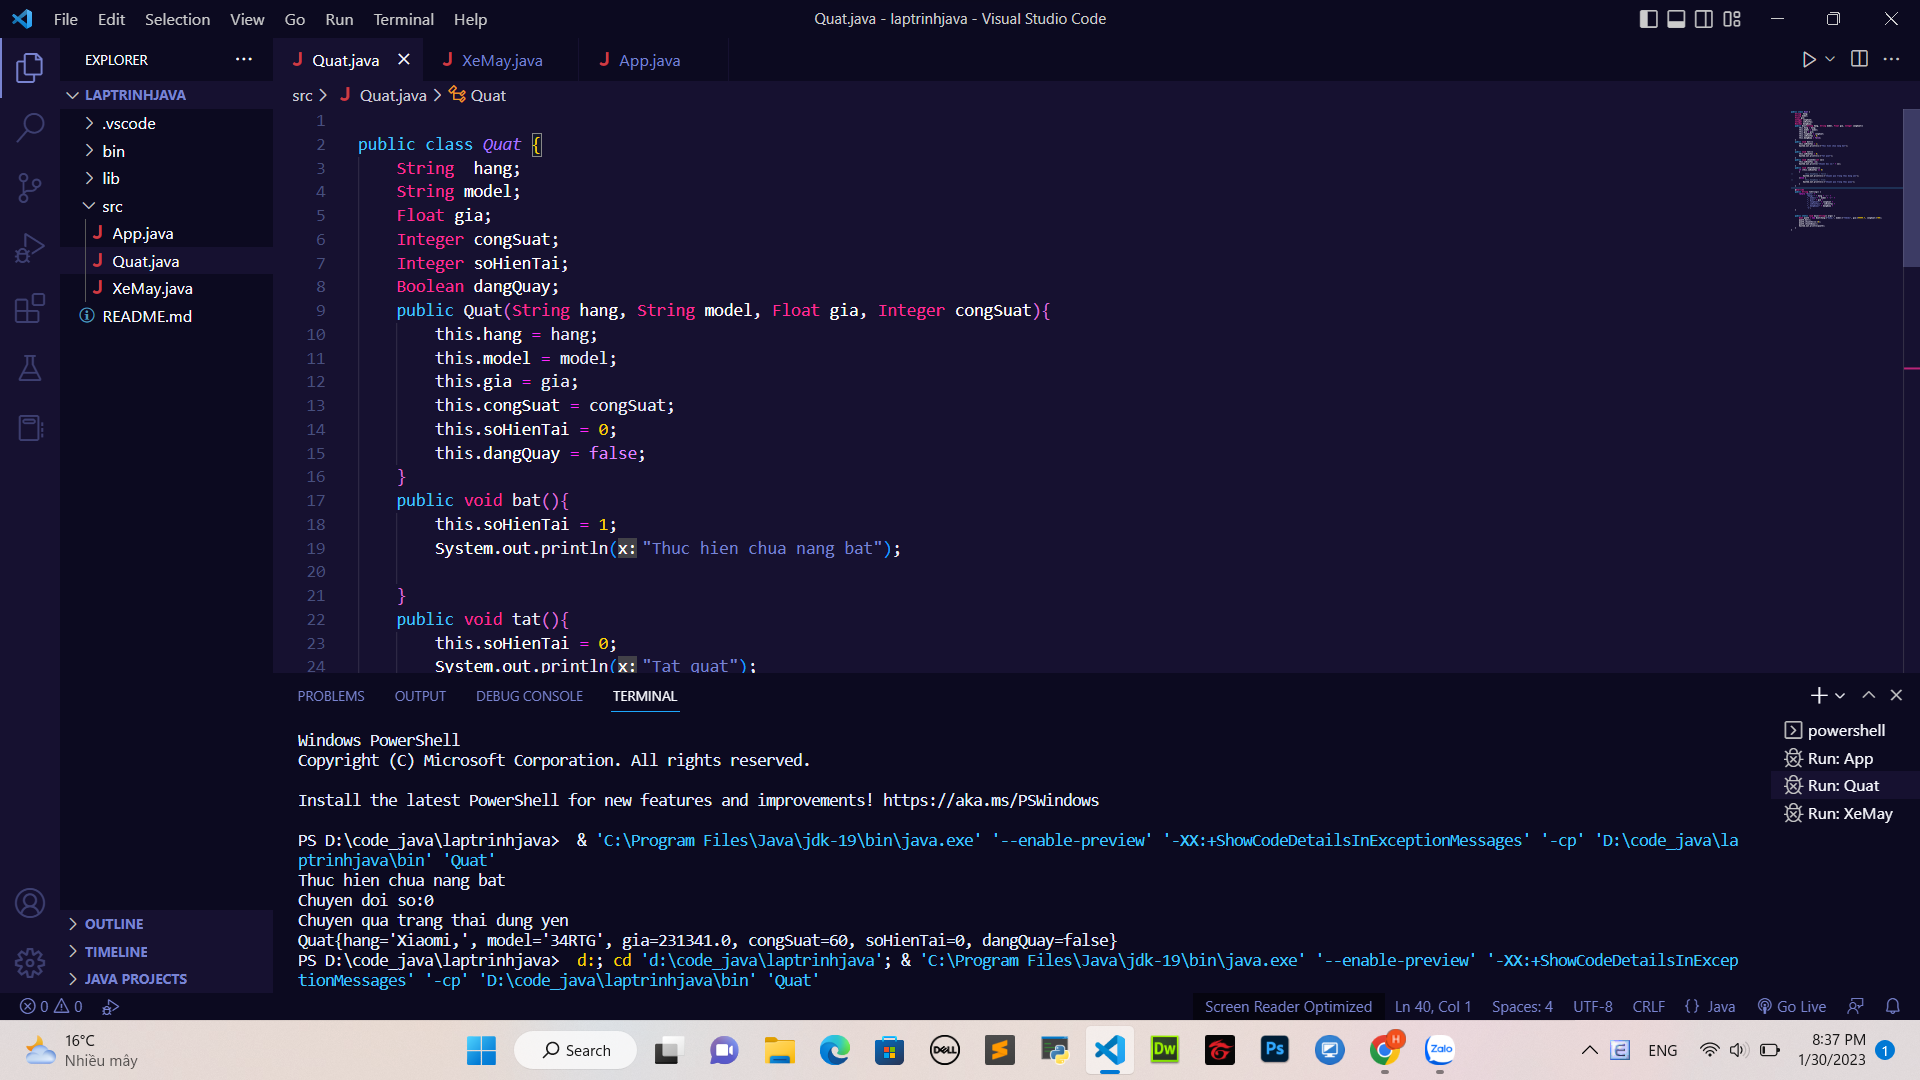 File Edit Selection View Go Run Terminal Help
Quat.java - laptrinhjava - Visual Studio Code
EXPLORER
Quat.java
XeMay.java
App.java
LAPTRINHJAVA
.vscode
bin
lib
src
App.java
Quat.java
XeMay.java
README.md
src > Quat.java > Quat
1
2 public class Quat {
3 String  hang;
4 String model;
5 Float gia;
6 Integer congSuat;
7 Integer soHienTai;
8 Boolean dangQuay;
9 public Quat(String hang, String model, Float gia, Integer congSuat){
10 this.hang = hang;
11 this.model = model;
12 this.gia = gia;
13 this.congSuat = congSuat;
14 this.soHienTai = 0;
15 this.dangQuay = false;
16 }
17 public void bat(){
18 this.soHienTai = 1;
19 System.out.println(x: "Thuc hien chua nang bat");
20
21 }
22 public void tat(){
23 this.soHienTai = 0;
24 System.out.println(x: "Tat quat");
PROBLEMS OUTPUT DEBUG CONSOLE TERMINAL
Windows PowerShell
Copyright (C) Microsoft Corporation. All rights reserved.
Install the latest PowerShell for new features and improvements! https://aka.ms/PSWindows
PS D:\code_java\laptrinhjava>  & 'C:\Program Files\Java\jdk-19\bin\java.exe' '--enable-preview' '-XX:+ShowCodeDetailsInExceptionMessages' '-cp' 'D:\code_java\la
ptrinhjava\bin' 'Quat'
Thuc hien chua nang bat
Chuyen doi so:0
Chuyen qua trang thai dung yen
Quat{hang='Xiaomi,', model='34RTG', gia=231341.0, congSuat=60, soHienTai=0, dangQuay=false}
PS D:\code_java\laptrinhjava>  d:; cd 'd:\code_java\laptrinhjava'; & 'C:\Program Files\Java\jdk-19\bin\java.exe' '--enable-preview' '-XX:+ShowCodeDetailsInExcep
tionMessages' '-cp' 'D:\code_java\laptrinhjava\bin' 'Quat'
powershell
Run: App
Run: Quat
Run: XeMay
OUTLINE
TIMELINE
JAVA PROJECTS
0 0
Screen Reader Optimized Ln 40, Col 1 Spaces: 4 UTF-8 CRLF {} Java Go Live
16°C
Nhiều mây
Search
DELL
Dw
Ps
H
Zalo
E
ENG
8:37 PM
1/30/2023
1